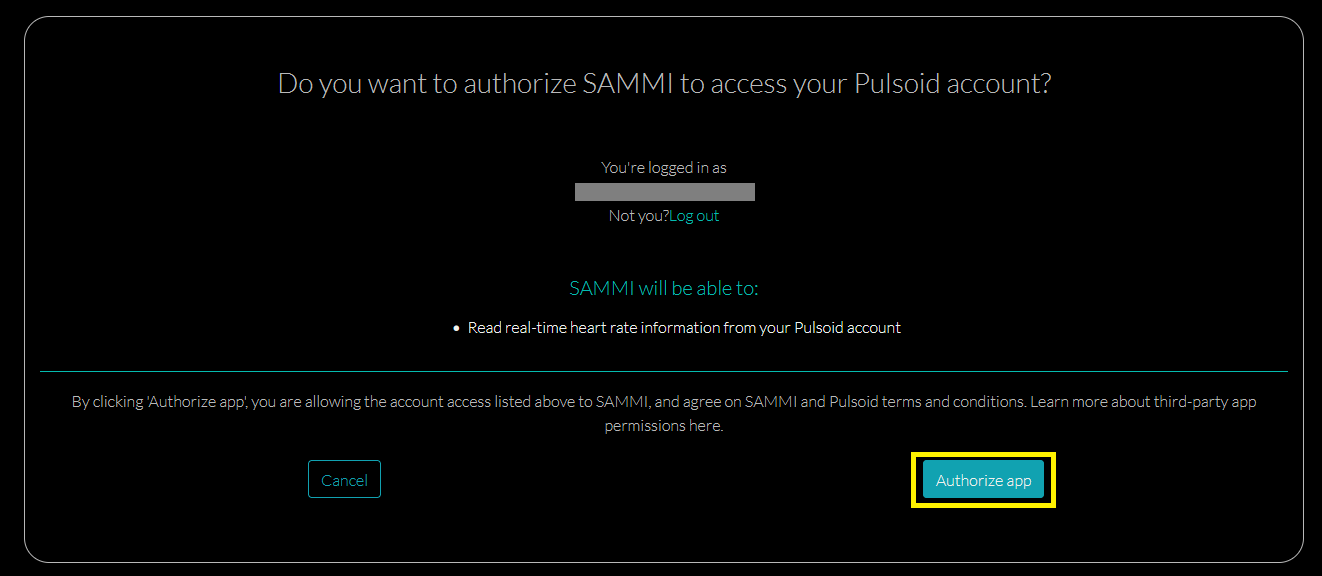 Do you want to authorize SAMMI to access your Pulsoid account?
You're logged in as
Not you?Log out
SAMMI will be able to:
• Read real-time heart rate information from your Pulsoid account
By clicking 'Authorize app', you are allowing the account access listed above to SAMMI, and agree on SAMMI and Pulsoid terms and conditions. Learn more about third-party app
permissions here.
Cancel
Authorize app